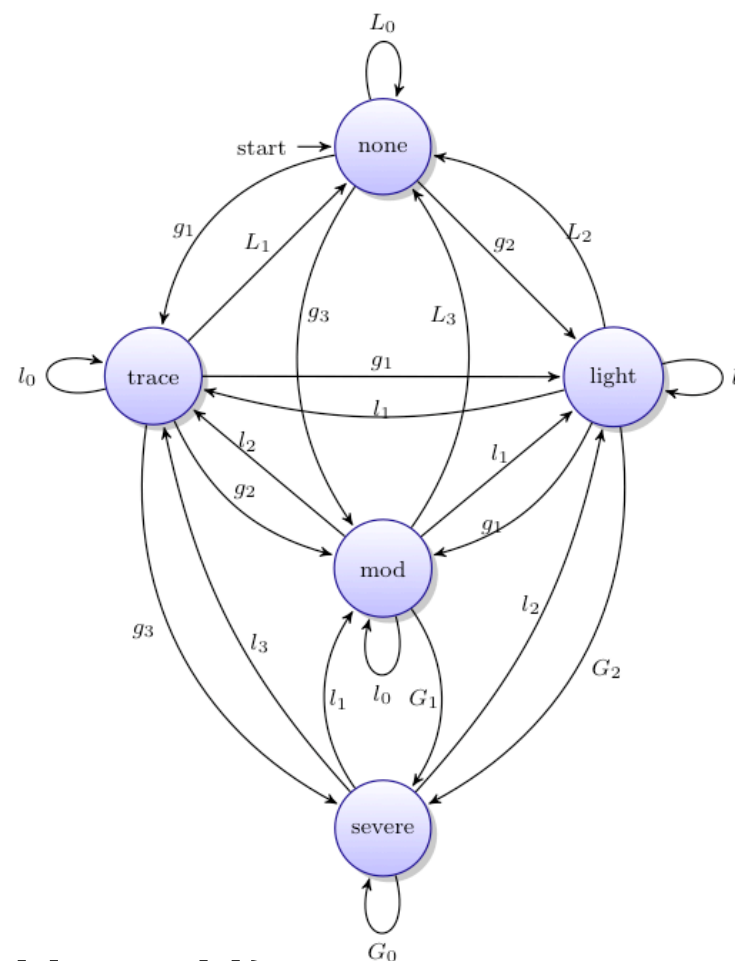 L₀
start
none
g₁
L₁
g₂
L₂
g₃
L₃
l₀
trace
g₁
light
l₁
l₂
l₁
g₂
g₁
mod
l₂
g₃
l₃
l₁
l₀
G₁
G₂
severe
G₀